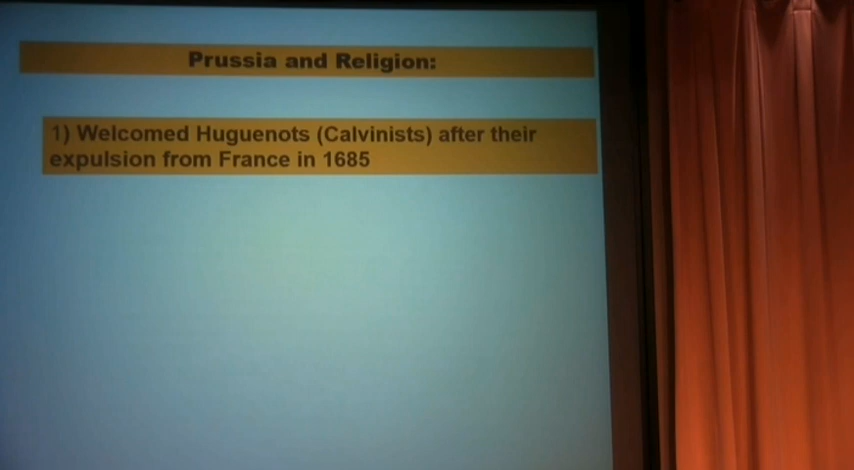 Prussia and Religion:
1) Welcomed Huguenots (Calvinists) after their
expulsion from France in 1685